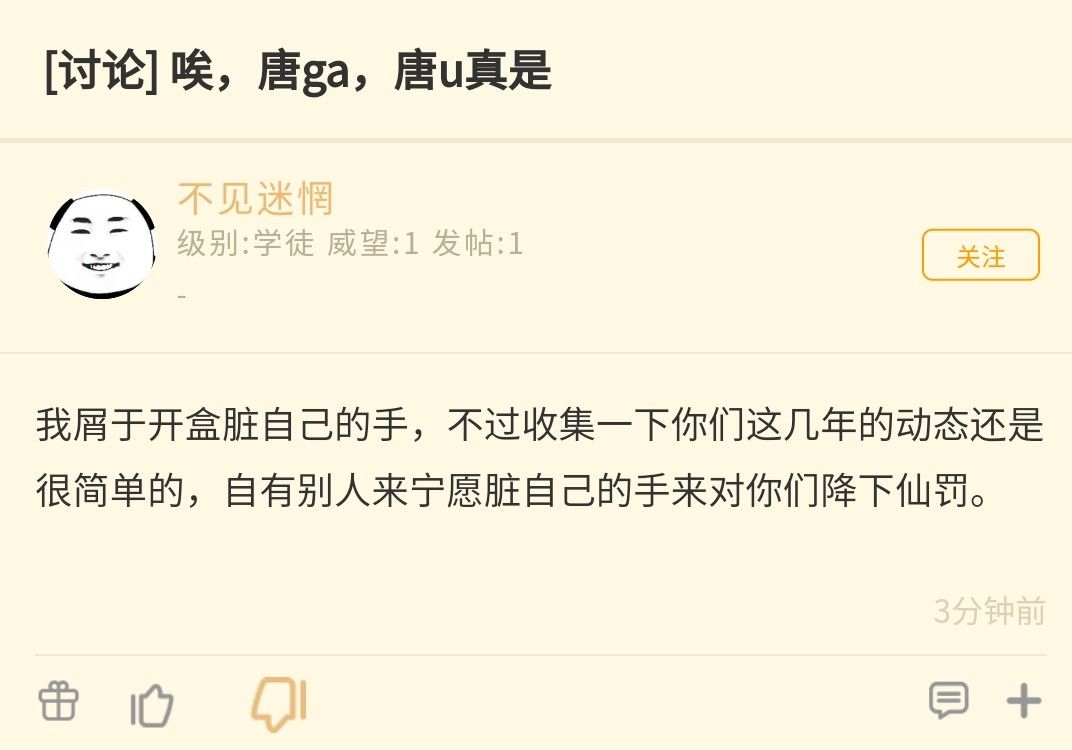 [讨论] 唉，唐ga，唐u真是
不见迷惘
级别:学徒 威望:1 发帖:1
-
关注
我屑于开盒脏自己的手，不过收集一下你们这几年的动态还是
很简单的，自有别人来宁愿脏自己的手来对你们降下仙罚。
3分钟前